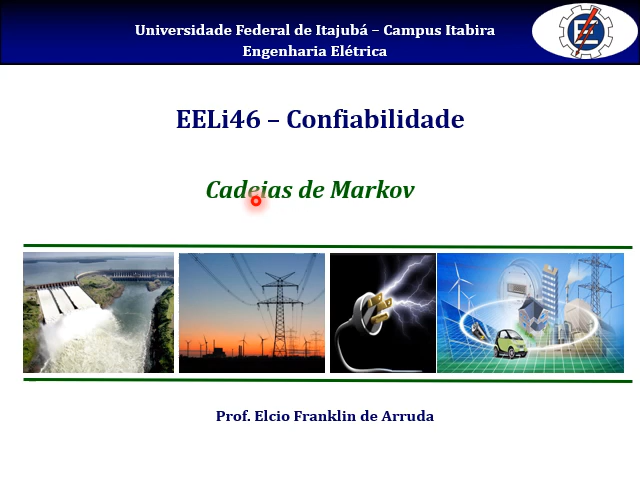 Universidade Federal de Itajubá – Campus Itabira
Engenharia Elétrica
E
EELi46 – Confiabilidade
Cadeias de Markov
Prof. Elcio Franklin de Arruda